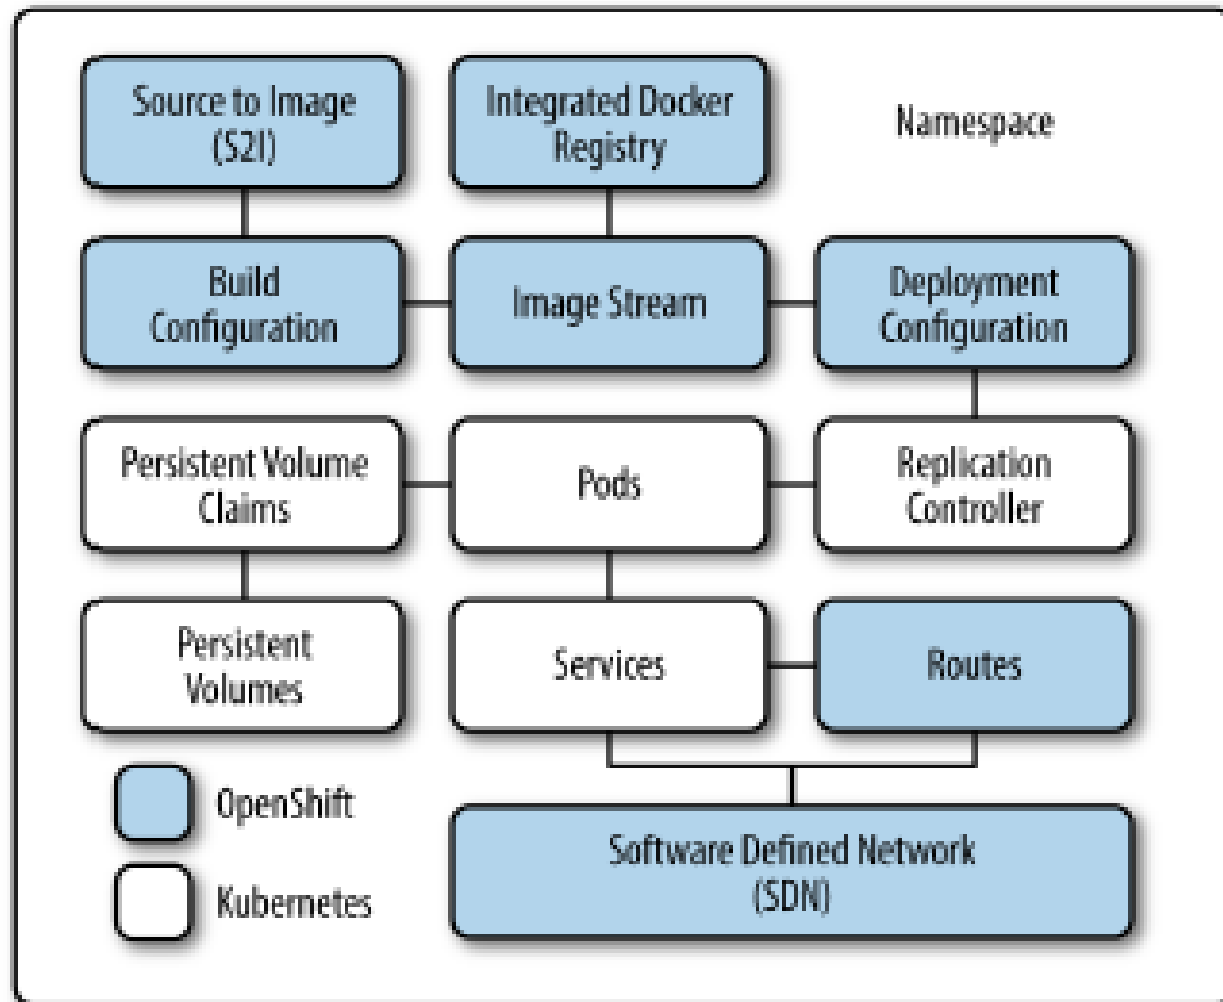 Source to Image
(S2I)
Integrated Docker
Registry
Namespace
Build
Configuration
Image Stream
Deployment
Configuration
Persistent Volume
Claims
Pods
Replication
Controller
Persistent
Volumes
Services
Routes
OpenShift
Kubernetes
Software Defined Network
(SDN)